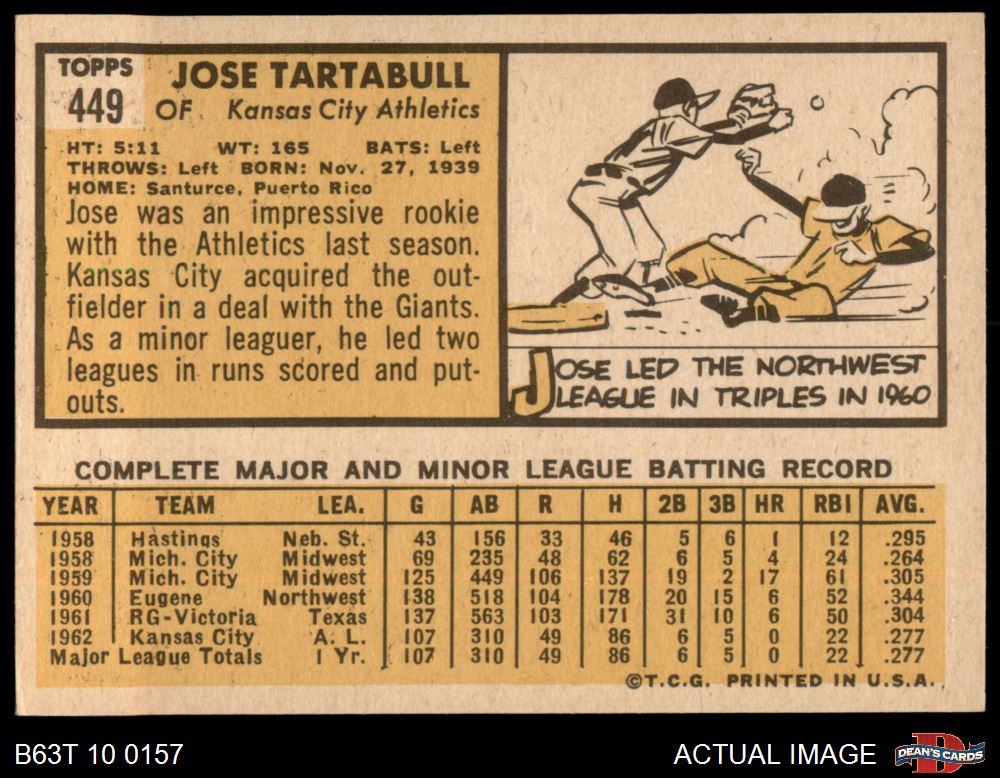 TOPPS
449
JOSE TARTABULL
OF Kansas City Athletics
HT: 5:11 WT: 165 BATS: Left
THROWS: Left BORN: Nov. 27, 1939
HOME: Santurce, Puerto Rico
Jose was an impressive rookie
with the Athletics last season.
Kansas City acquired the out-
fielder in a deal with the Giants.
As a minor leaguer, he led two
leagues in runs scored and put-
outs.
JOSE LED THE NORTHWEST
LEAGUE IN TRIPLES IN 1960
COMPLETE MAJOR AND MINOR LEAGUE BATTING RECORD
YEAR TEAM LEA. G AB R H 2B 3B HR RBI AVG.
1958 Hastings Neb. St. 43 156 33 46 5 6 1 12 .295
1958 Mich. City Midwest 69 235 48 62 6 5 4 24 .264
1959 Mich. City Midwest 125 449 106 137 19 2 17 61 .305
1960 Eugene Northwest 138 518 104 178 20 15 6 52 .344
1961 RG-Victoria Texas 137 563 103 171 31 10 6 50 .304
1962 Kansas City A. L. 107 310 49 86 6 5 0 22 .277
Major League Totals 1 Yr. 107 310 49 86 6 5 0 22 .277
©T.C.G. PRINTED IN U.S.A.
B63T 10 0157
ACTUAL IMAGE
DEAN'S CARDS